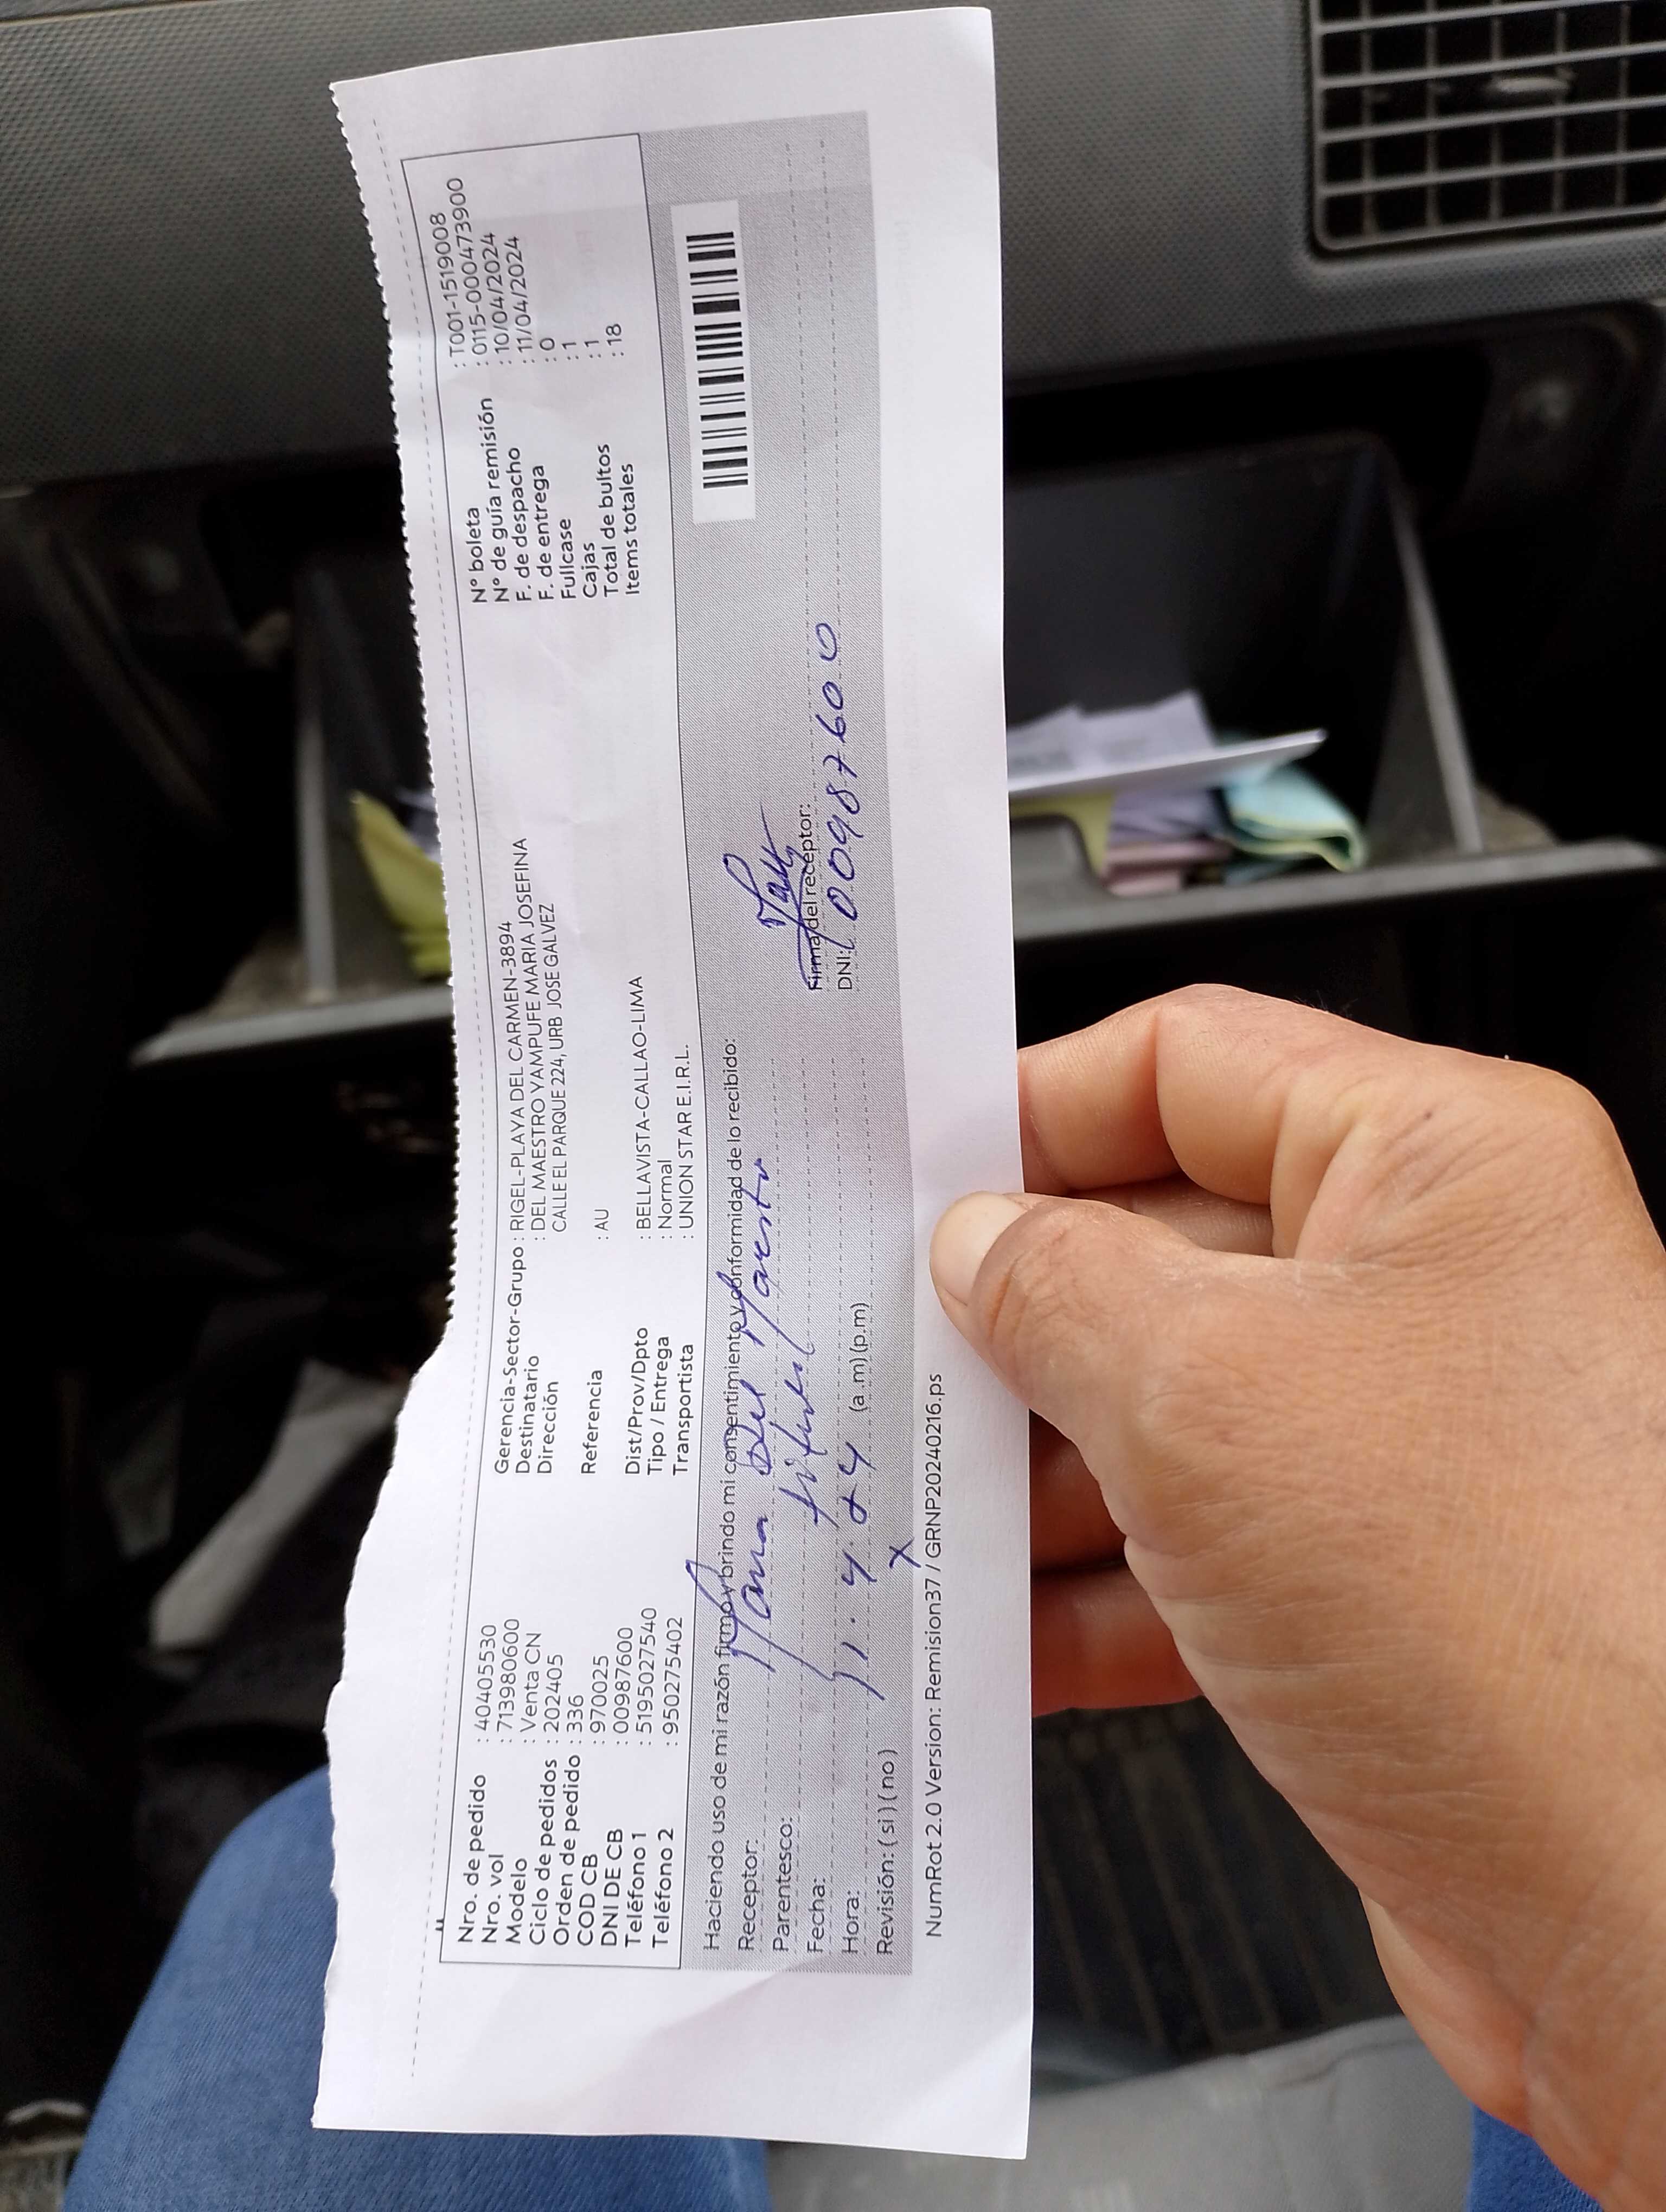 Nro. de pedido : 40405530
Nro. vol : 713980600
Modelo : Venta CN
Ciclo de pedidos : 202405
Orden de pedido : 336
COD CB : 970025
DNI DE CB : 00987600
Teléfono 1 : 5195027540
Teléfono 2 : 950275402
Gerencia-Sector-Grupo : RIGEL-PLAYA DEL CARMEN-3894
Destinatario : DEL MAESTRO YAMPUFE MARIA JOSEFINA
Dirección CALLE EL PARQUE 224, URB JOSE GALVEZ
Referencia : AU
Dist/Prov/Dpto : BELLAVISTA-CALLAO-LIMA
Tipo / Entrega : Normal
Transportista : UNION STAR E.I.R.L.
N° boleta : T001-1519008
N° de guía remisión : 0115-000473900
F. de despacho : 10/04/2024
F. de entrega : 11/04/2024
Fullcase : 0
Cajas : 1
Total de bultos : 1
Items totales : 18
Haciendo uso de mi razón firmo y brindo mi consentimiento y conformidad de lo recibido:
Receptor: Maria del Maestro
Parentesco: titular
Fecha: 11.4.24
Hora: (a.m) (p.m)
Revisión: ( si ) ( no ) x
Firma del receptor:
DNI: 00987600
NumRot 2.0 Version: Remision37 / GRNP20240216.ps